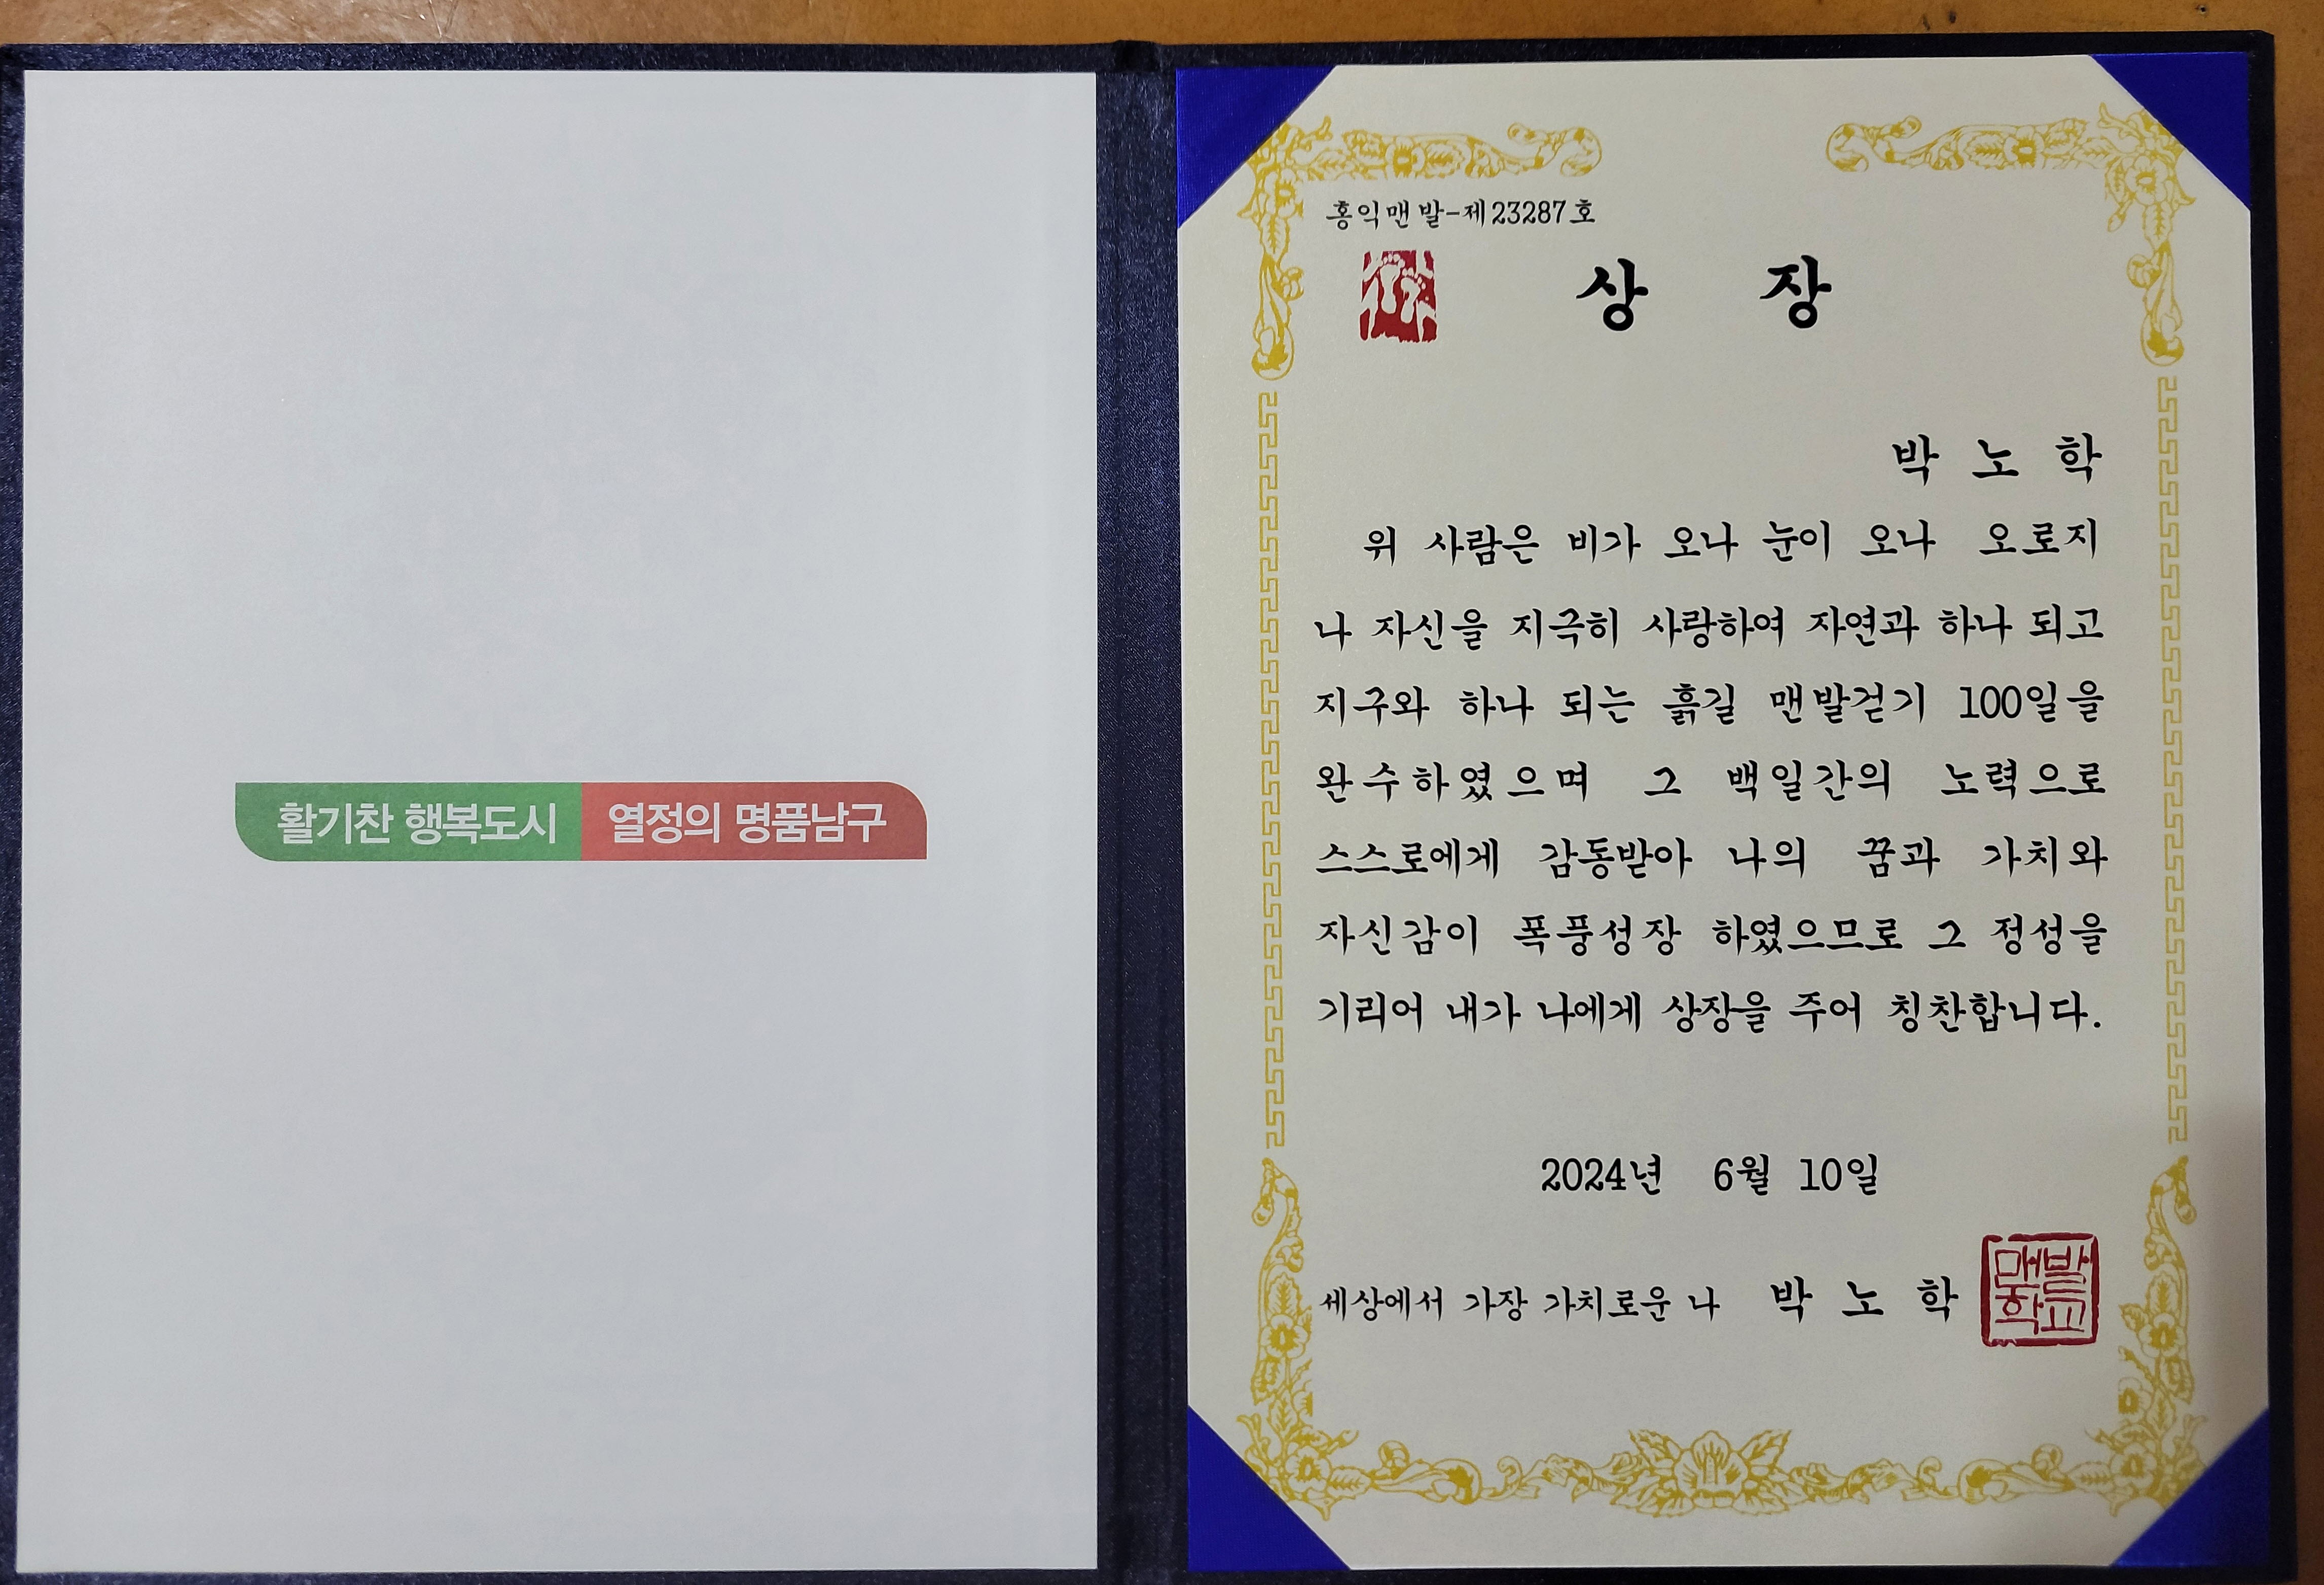 활기찬 행복도시 열정의 명품남구
홍익맨발-제23287호
상 장
박 노 학
위 사람은 비가 오나 눈이 오나 오로지
나 자신을 지극히 사랑하여 자연과 하나 되고
지구와 하나 되는 흙길 맨발걷기 100일을
완수하였으며 그 백일간의 노력으로
스스로에게 감동받아 나의 꿈과 가치와
자신감이 폭풍성장 하였으므로 그 정성을
기리어 내가 나에게 상장을 주어 칭찬합니다.
2024년 6월 10일
세상에서 가장 가치로운 나 박 노 학
맨발
학교